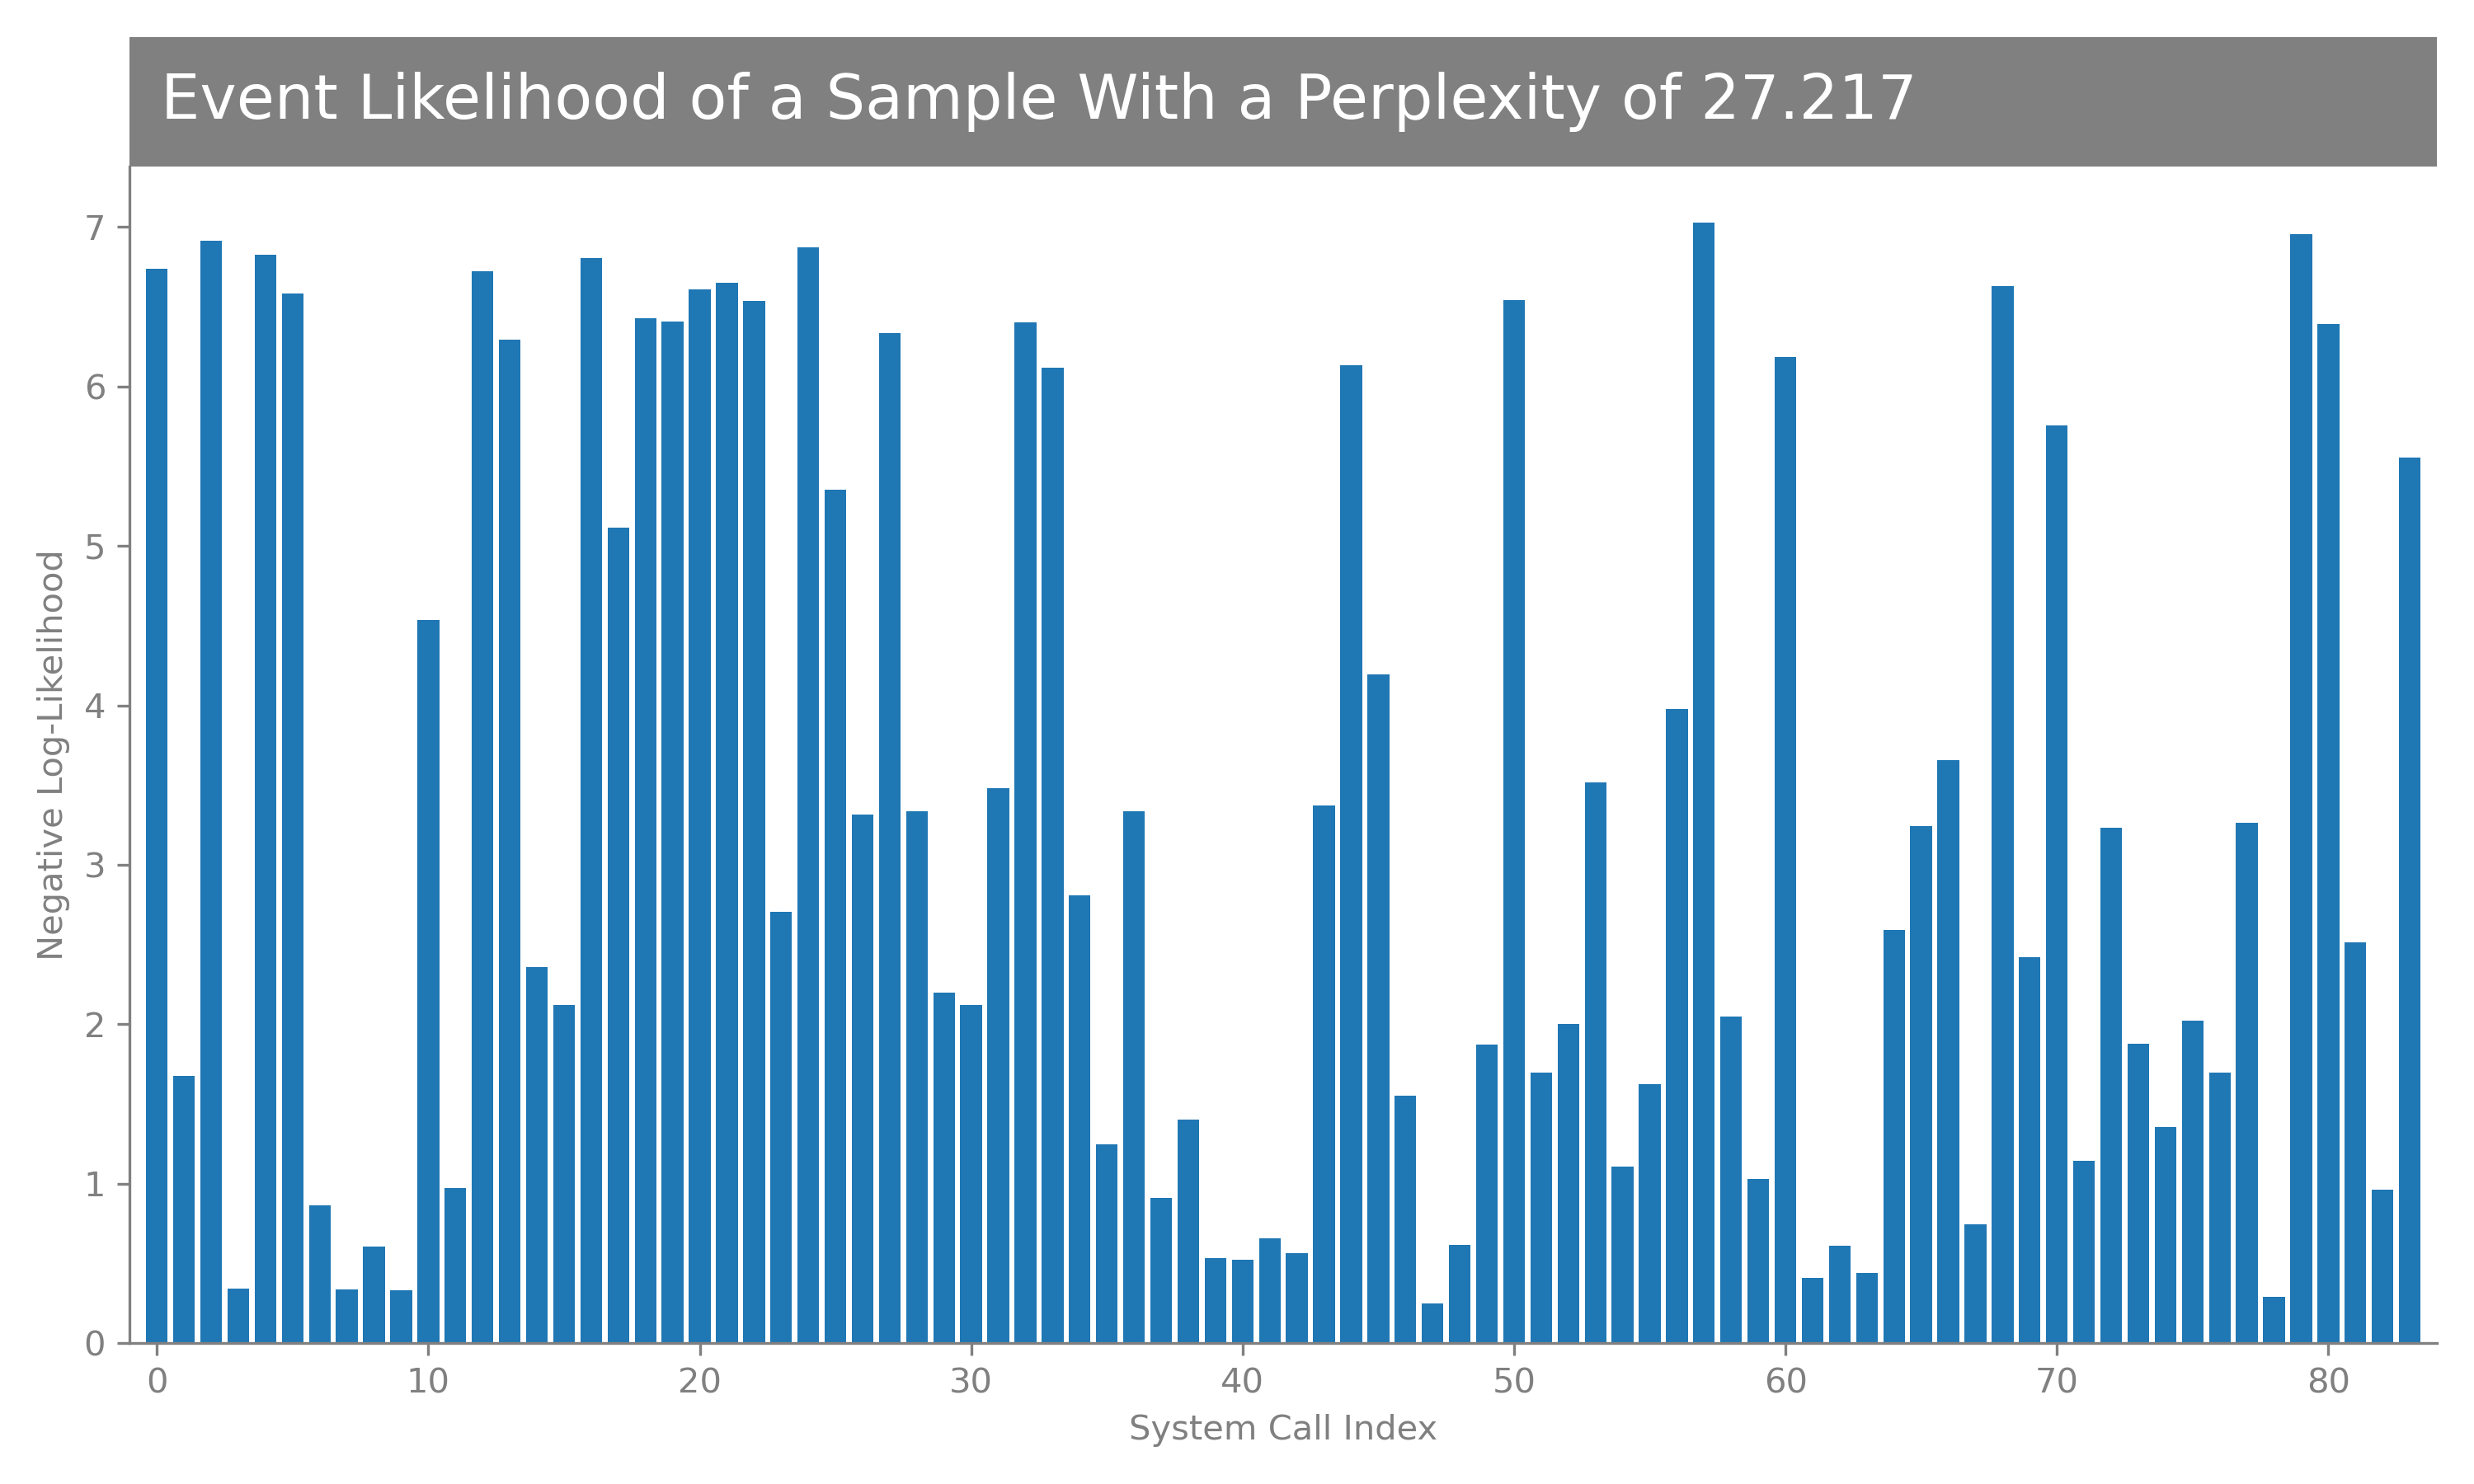 Event Likelihood of a Sample With a Perplexity of 27.217
7
6
5
4
3
2
1
0
Negative Log-Likelihood
0 10 20 30 40 50 60 70 80
System Call Index